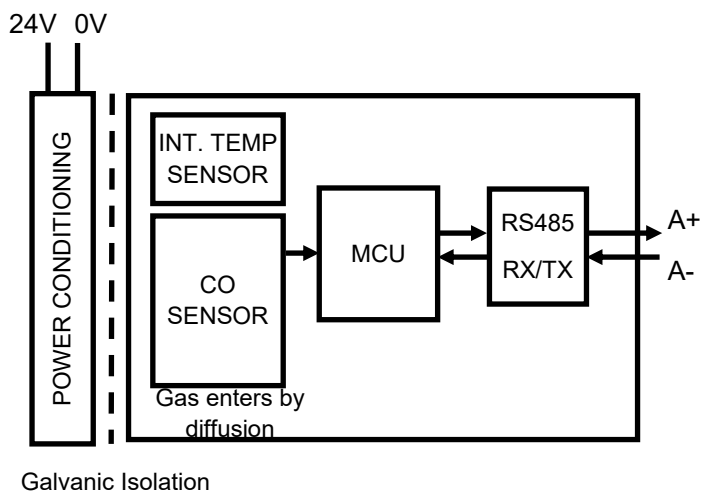 24V 0V
POWER CONDITIONING
INT. TEMP
SENSOR
CO
SENSOR
Gas enters by
diffusion
MCU
RS485
RX/TX
A+
A-
Galvanic Isolation